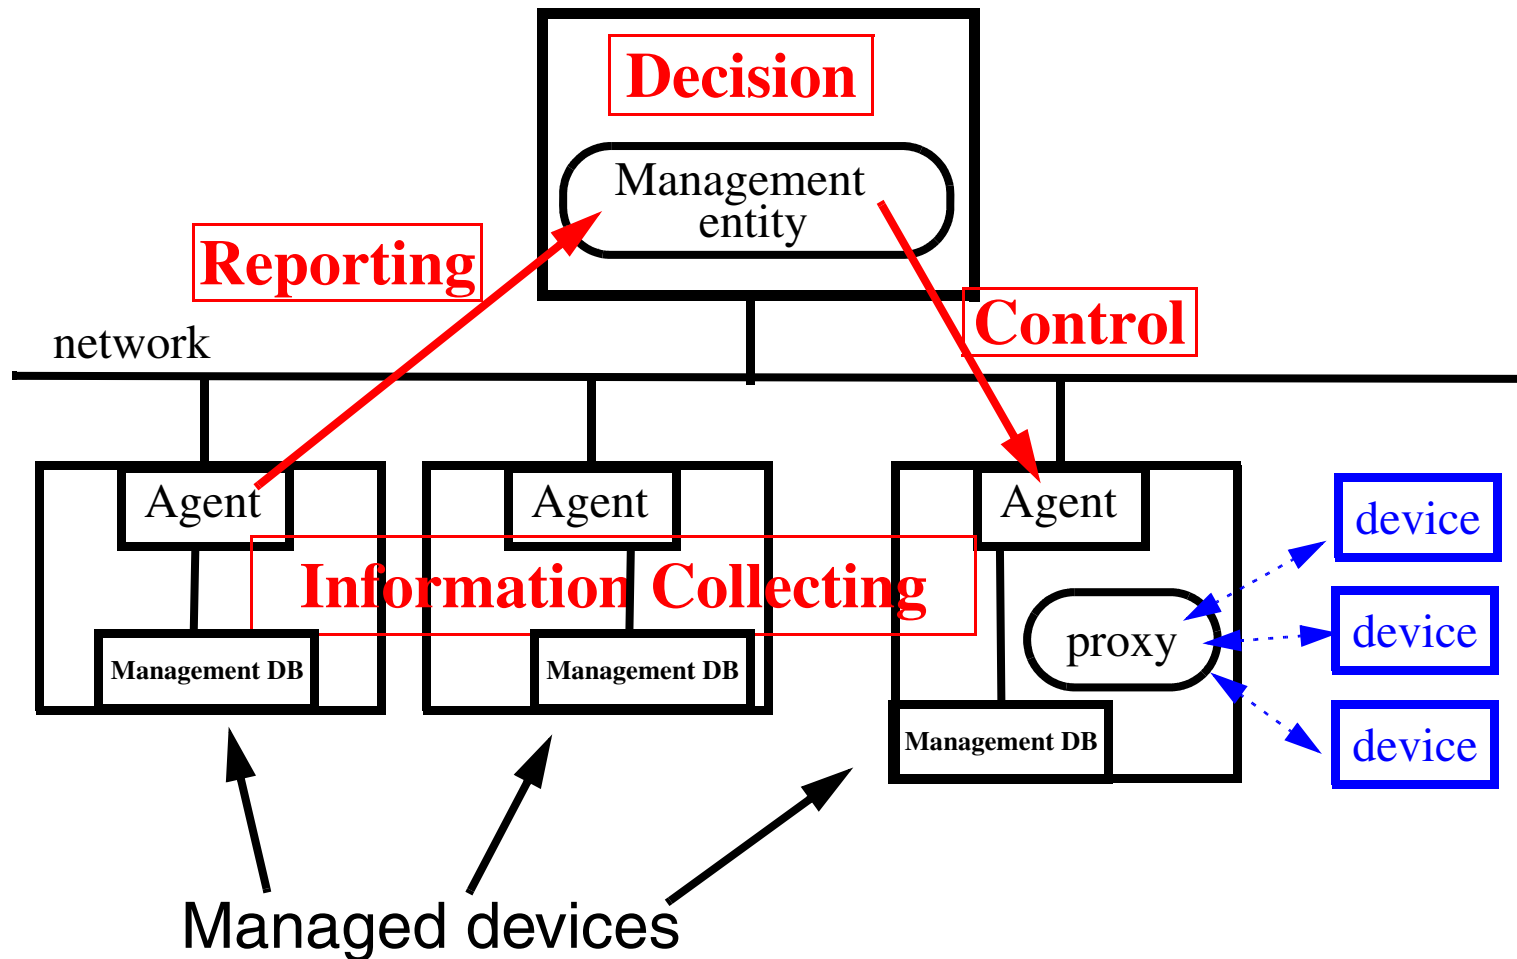 Decision
Management
entity
Reporting
Control
network
Agent
Agent
Agent
device
Information Collecting
device
proxy
Management DB
Management DB
Management DB
device
Managed devices